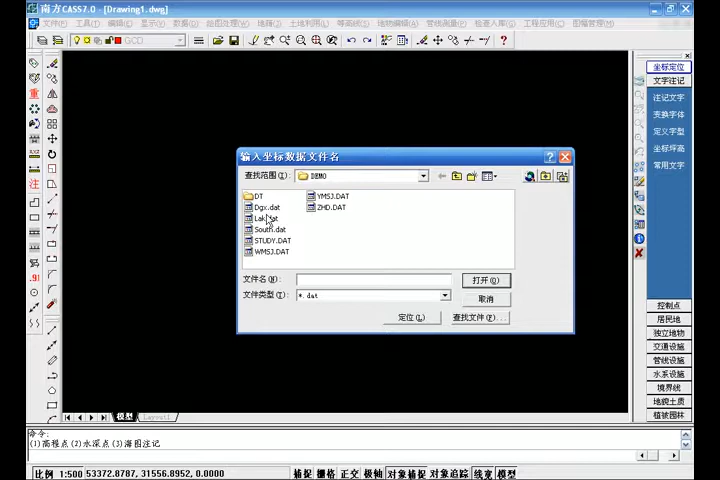 南方CASS7.0 - [Drawing1.dwg]
文件(F) 工具(T) 编辑(E) 显示(V) 数据(D) 绘图处理(W) 地籍(J) 土地利用(L) 等高线(S) 地物编辑(A) 检查入库(G) 工程应用(C) 图幅管理(M)
GCD
坐标定位
文字注记
注记文字
变换字体
定义字型
坐标坪高
常用文字
输入坐标数据文件名
查找范围(I): DEMO
DT YMSJ.DAT
Dgx.dat ZHD.DAT
South.dat
STUDY.DAT
WMSJ.DAT
文件名(N): 打开(O)
文件类型(T): *.dat 取消
定位(L) 查找文件(F)...
控制点
居民地
独立地物
交通设施
管线设施
水系设施
境界线
地貌土质
植被园林
模型 Layout1
命令:
(1)高程点(2)水深点(3)海图注记
比例 1:500 53372.8787, 31556.8952, 0.0000 捕捉 栅格 正交 极轴 对象捕捉 对象追踪 线宽 模型